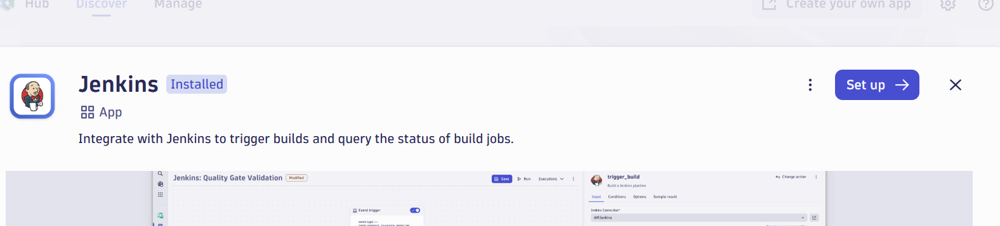 Hub Discover Manage Create your own app
Jenkins Installed
Set up
App
Integrate with Jenkins to trigger builds and query the status of build jobs.
Jenkins: Quality Gate Validation Modified
Save Run Executions
trigger_build Change action
Build a Jenkins pipeline
Input Conditions Options Sample result
Event trigger
Jenkins Connection*
AMJenkins
event.type ==